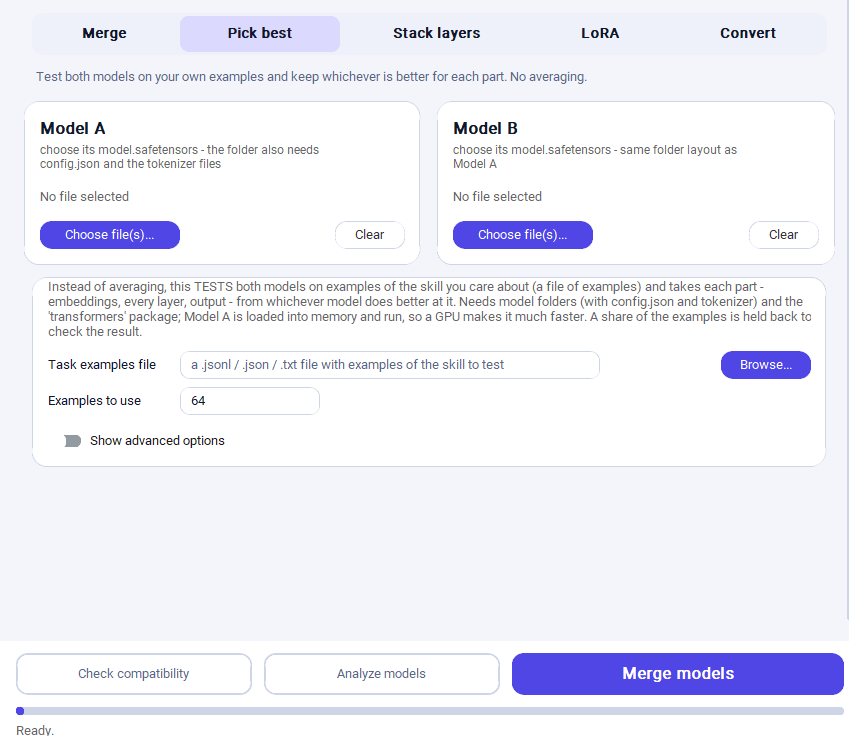 Merge
Pick best
Stack layers
LoRA
Convert
Test both models on your own examples and keep whichever is better for each part. No averaging.
Model A
choose its model.safetensors - the folder also needs
config.json and the tokenizer files
No file selected
Choose file(s)...
Clear
Model B
choose its model.safetensors - same folder layout as
Model A
No file selected
Choose file(s)...
Clear
Instead of averaging, this TESTS both models on examples of the skill you care about (a file of examples) and takes each part -
embeddings, every layer, output - from whichever model does better at it. Needs model folders (with config.json and tokenizer) and the
'transformers' package; Model A is loaded into memory and run, so a GPU makes it much faster. A share of the examples is held back to
check the result.
Task examples file
a .jsonl / .json / .txt file with examples of the skill to test
Browse...
Examples to use
64
Show advanced options
Check compatibility
Analyze models
Merge models
Ready.